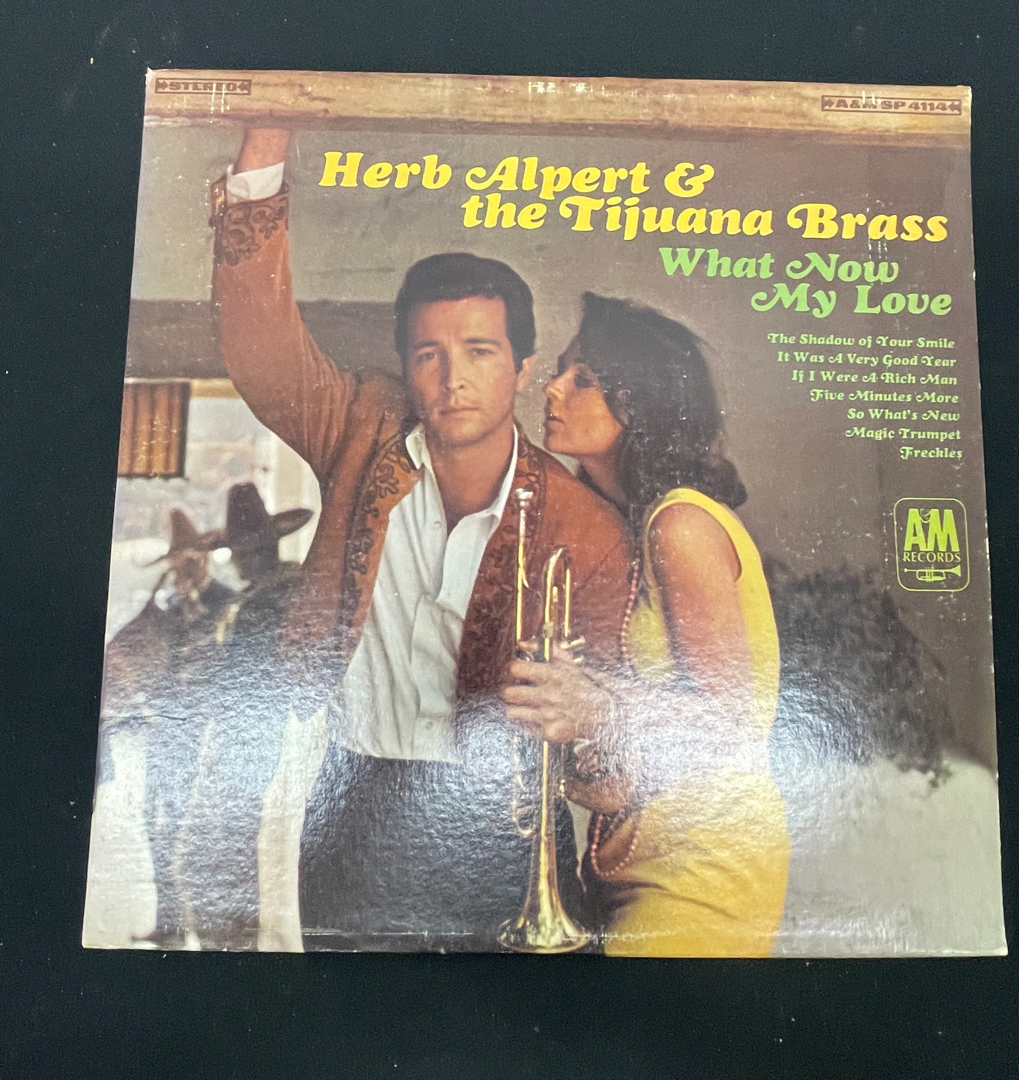 STEREO
A&M SP 4114
Herb Alpert &
the Tijuana Brass
What Now
My Love
The Shadow of Your Smile
It Was A Very Good Year
If I Were A Rich Man
Five Minutes More
So What's New
Magic Trumpet
Freckles
A&M
RECORDS